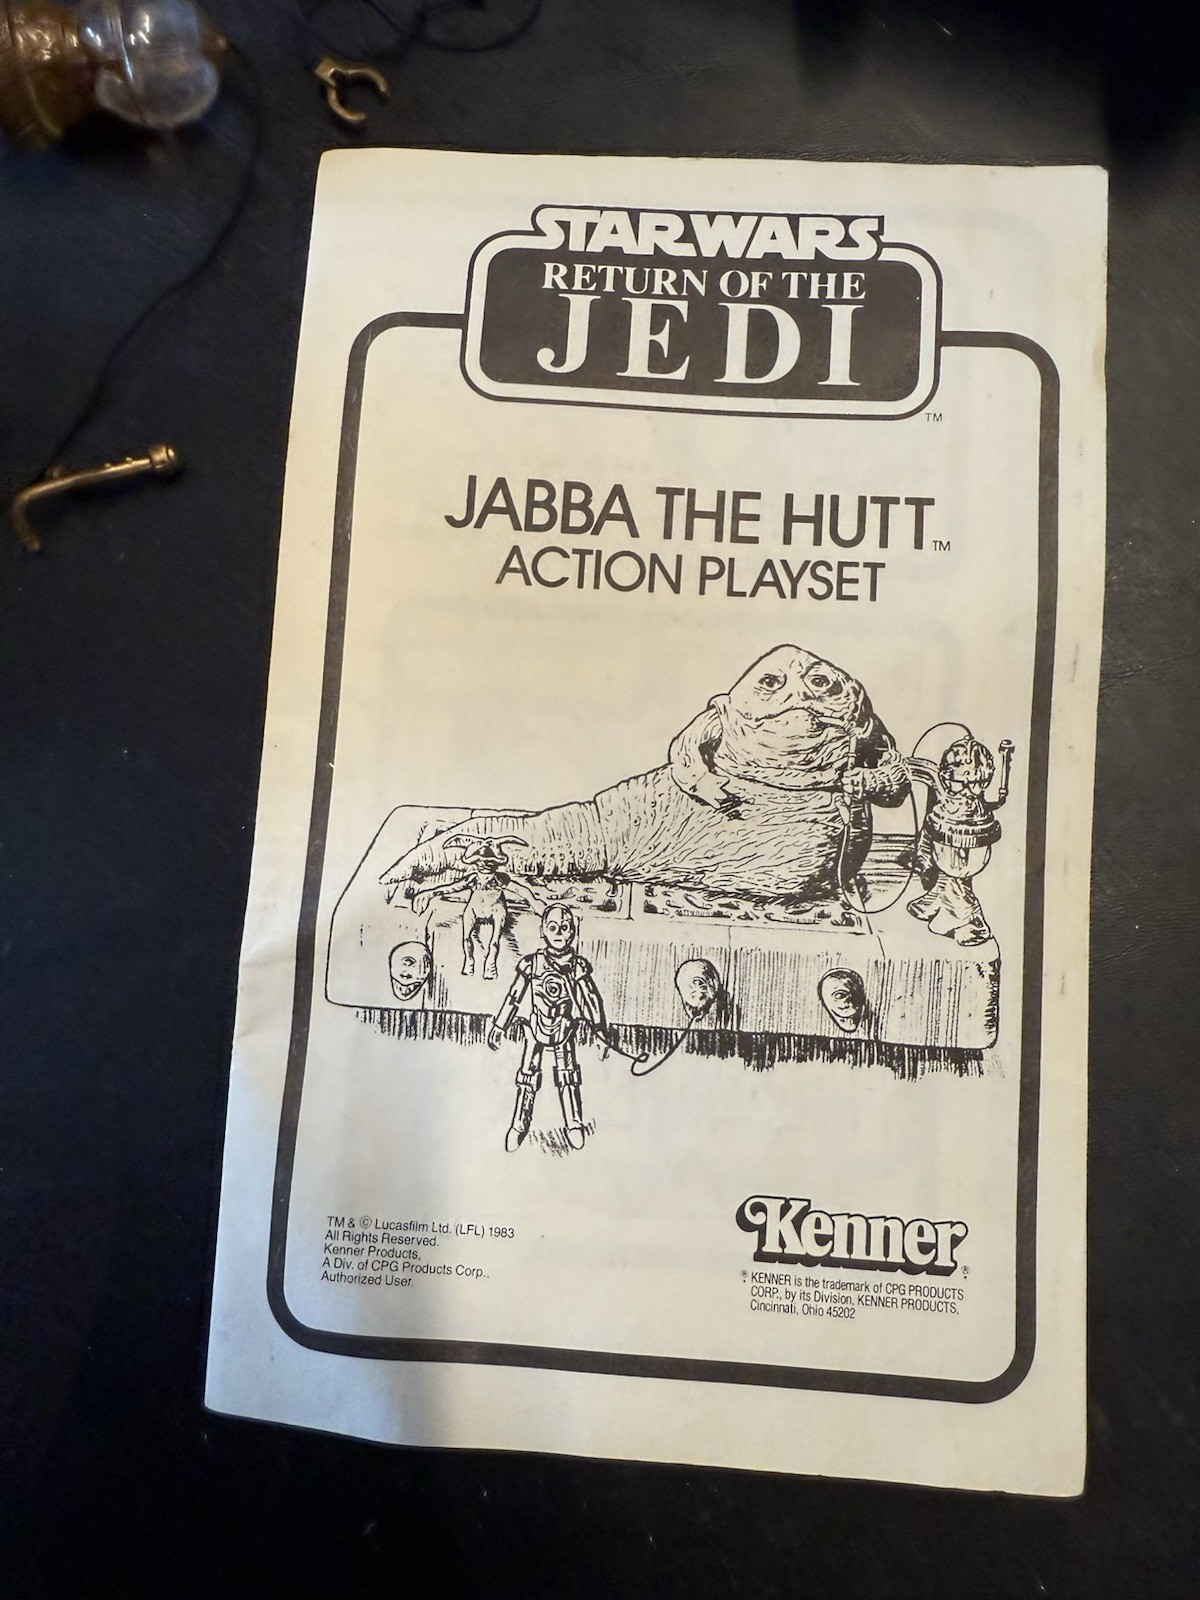 STAR WARS
RETURN OF THE
JEDI
TM
JABBA THE HUTT TM
ACTION PLAYSET
TM & © Lucasfilm Ltd. (LFL) 1983
All Rights Reserved.
Kenner Products,
A Div. of CPG Products Corp.,
Authorized User.
Kenner ®
® KENNER is the trademark of CPG PRODUCTS
CORP., by its Division, KENNER PRODUCTS,
Cincinnati, Ohio 45202